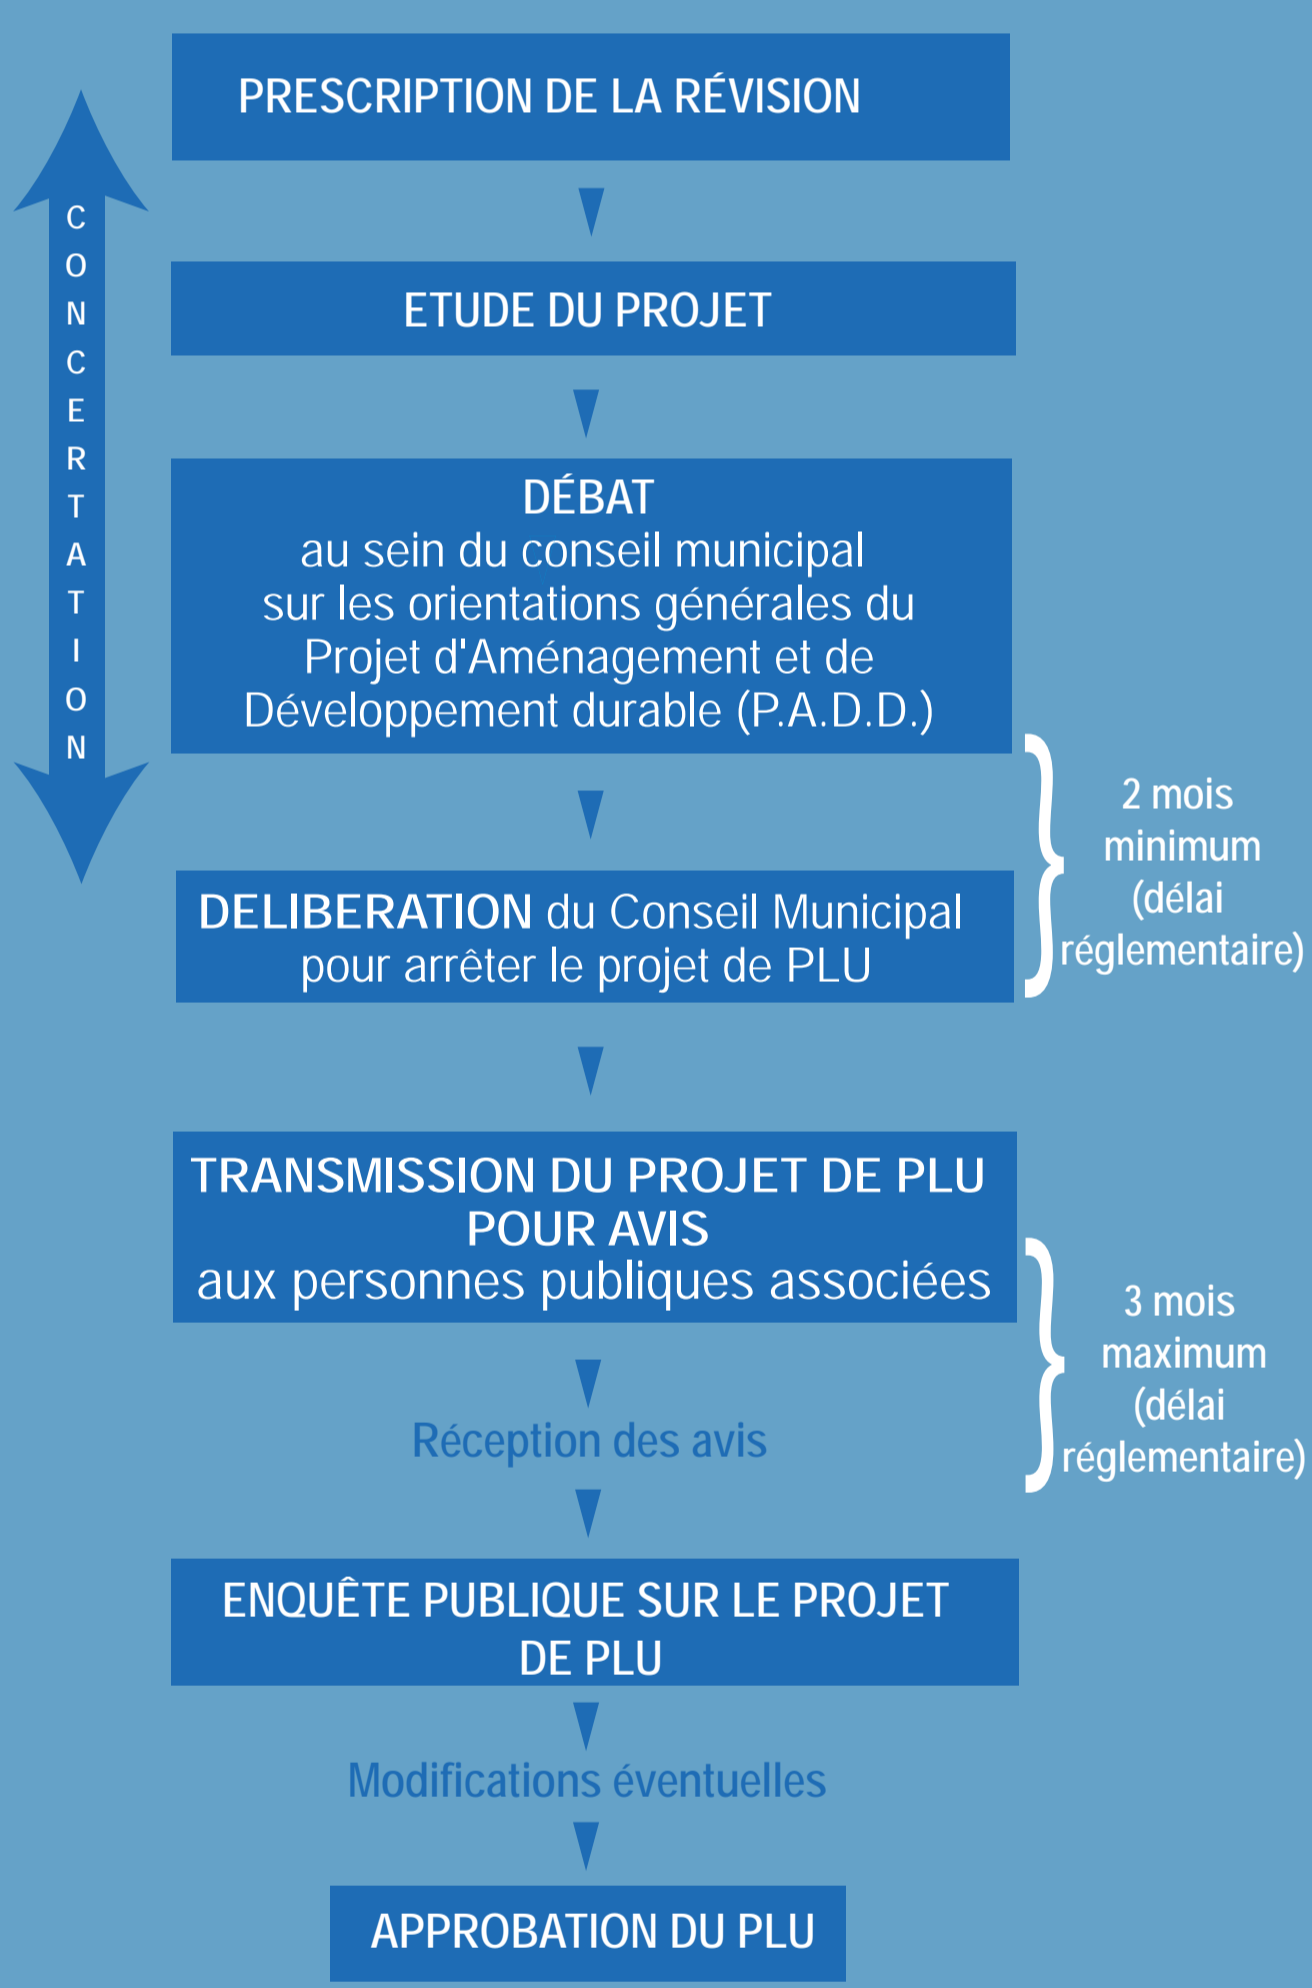 PRESCRIPTION DE LA RÉVISION
CONCERTATION
ETUDE DU PROJET
DÉBAT
au sein du conseil municipal
sur les orientations générales du
Projet d'Aménagement et de
Développement durable (P.A.D.D.)
2 mois
minimum
(délai
réglementaire)
DELIBERATION du Conseil Municipal
pour arrêter le projet de PLU
TRANSMISSION DU PROJET DE PLU
POUR AVIS
aux personnes publiques associées
3 mois
maximum
(délai
réglementaire)
Réception des avis
ENQUÊTE PUBLIQUE SUR LE PROJET
DE PLU
Modifications éventuelles
APPROBATION DU PLU